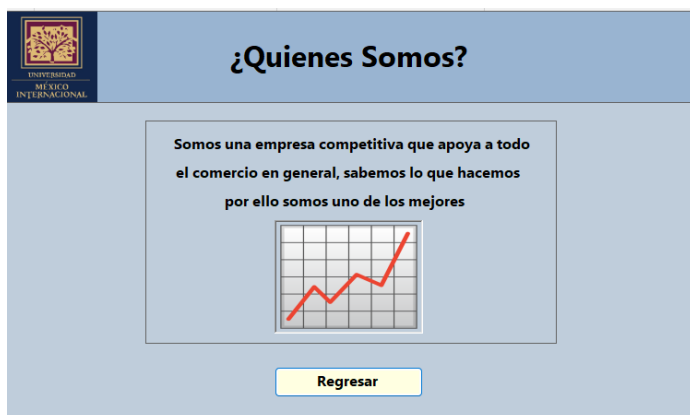 UNIVERSIDAD
MÉXICO
INTERNACIONAL
¿Quienes Somos?
Somos una empresa competitiva que apoya a todo
el comercio en general, sabemos lo que hacemos
por ello somos uno de los mejores
Regresar